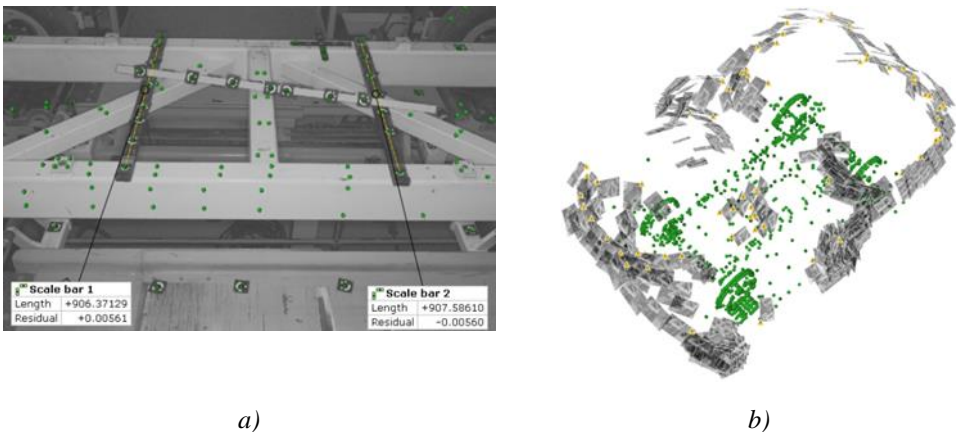 Scale bar 1
Length +906.37129
Residual +0.00561
Scale bar 2
Length +907.58610
Residual -0.00560
a)
b)